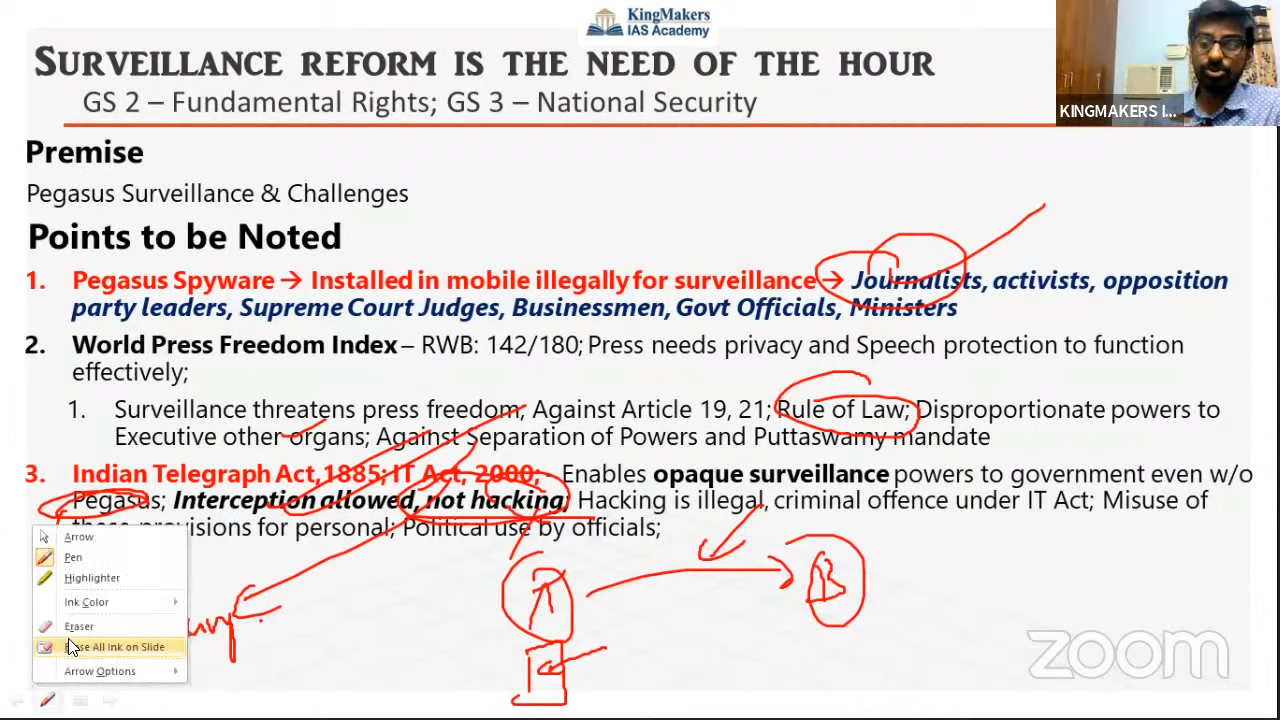 KingMakers
IAS Academy
SURVEILLANCE REFORM IS THE NEED OF THE HOUR
GS 2 – Fundamental Rights; GS 3 – National Security
KINGMAKERS I...
Premise
Pegasus Surveillance & Challenges
Points to be Noted
1. Pegasus Spyware → Installed in mobile illegally for surveillance → Journalists, activists, opposition
party leaders, Supreme Court Judges, Businessmen, Govt Officials, Ministers
2. World Press Freedom Index – RWB: 142/180; Press needs privacy and Speech protection to function
effectively;
1. Surveillance threatens press freedom; Against Article 19, 21; Rule of Law; Disproportionate powers to
Executive other organs; Against Separation of Powers and Puttaswamy mandate
3. Indian Telegraph Act, 1885; IT Act, 2000; - Enables opaque surveillance powers to government even w/o
Pegasus; Interception allowed, not hacking; Hacking is illegal, criminal offence under IT Act; Misuse of
these provisions for personal; Political use by officials;
Arrow
Pen
Highlighter
Ink Color
Eraser
Erase All Ink on Slide
Arrow Options
A
B
zoom